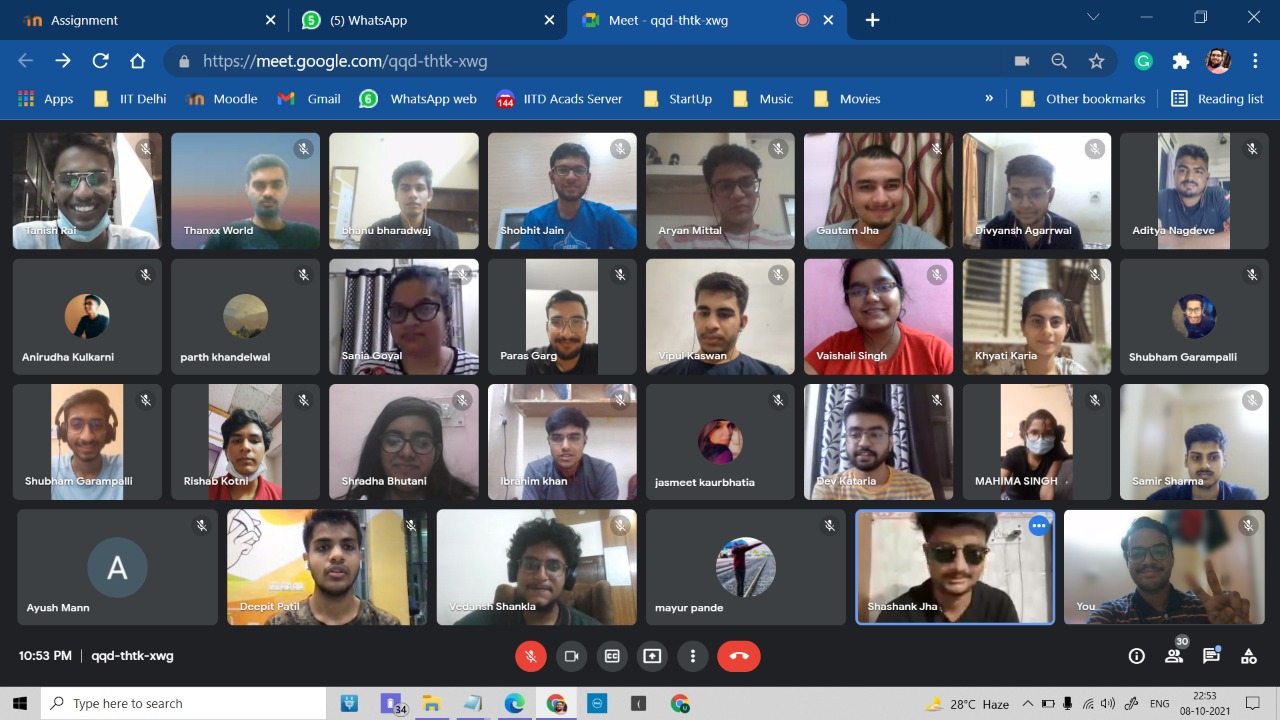 Assignment
(5) WhatsApp
Meet - qqd-thtk-xwg
https://meet.google.com/qqd-thtk-xwg
Apps
IIT Delhi
Moodle
Gmail
6
WhatsApp web
144
IITD Acads Server
StartUp
Music
Movies
»
Other bookmarks
Reading list
Tanish Rai
Thanxx World
bhanu bharadwaj
Shobhit Jain
Aryan Mittal
Gautam Jha
Divyansh Agarrwal
Aditya Nagdeve
Anirudha Kulkarni
parth khandelwal
Sania Goyal
Paras Garg
Vipul Kaswan
Vaishali Singh
Khyati Karia
Shubham Garampalli
Shubham Garampalli
Rishab Kotni
Shradha Bhutani
Ibrahim khan
jasmeet kaurbhatia
Dev Kataria
MAHIMA SINGH
Samir Sharma
A
Ayush Mann
Deepit Patil
Vedansh Shankla
mayur pande
Shashank Jha
You
10:53 PM | qqd-thtk-xwg
CC
30
Type here to search
34
28°C Haze
ENG
22:53
08-10-2021